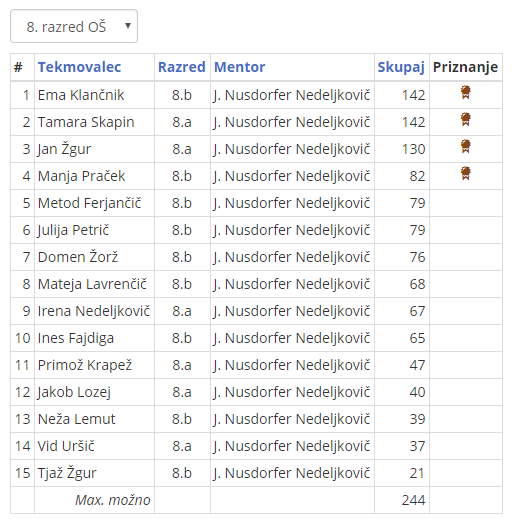 8. razred OŠ
# Tekmovalec Razred Mentor Skupaj Priznanje
1 Ema Klančnik 8.b J. Nusdorfer Nedeljkovič 142
2 Tamara Skapin 8.a J. Nusdorfer Nedeljkovič 142
3 Jan Žgur 8.a J. Nusdorfer Nedeljkovič 130
4 Manja Praček 8.b J. Nusdorfer Nedeljkovič 82
5 Metod Ferjančič 8.b J. Nusdorfer Nedeljkovič 79
6 Julija Petrič 8.b J. Nusdorfer Nedeljkovič 79
7 Domen Žorž 8.b J. Nusdorfer Nedeljkovič 76
8 Mateja Lavrenčič 8.b J. Nusdorfer Nedeljkovič 68
9 Irena Nedeljkovič 8.a J. Nusdorfer Nedeljkovič 67
10 Ines Fajdiga 8.b J. Nusdorfer Nedeljkovič 65
11 Primož Krapež 8.a J. Nusdorfer Nedeljkovič 47
12 Jakob Lozej 8.a J. Nusdorfer Nedeljkovič 40
13 Neža Lemut 8.b J. Nusdorfer Nedeljkovič 39
14 Vid Uršič 8.a J. Nusdorfer Nedeljkovič 37
15 Tjaž Žgur 8.b J. Nusdorfer Nedeljkovič 21
Max. možno 244